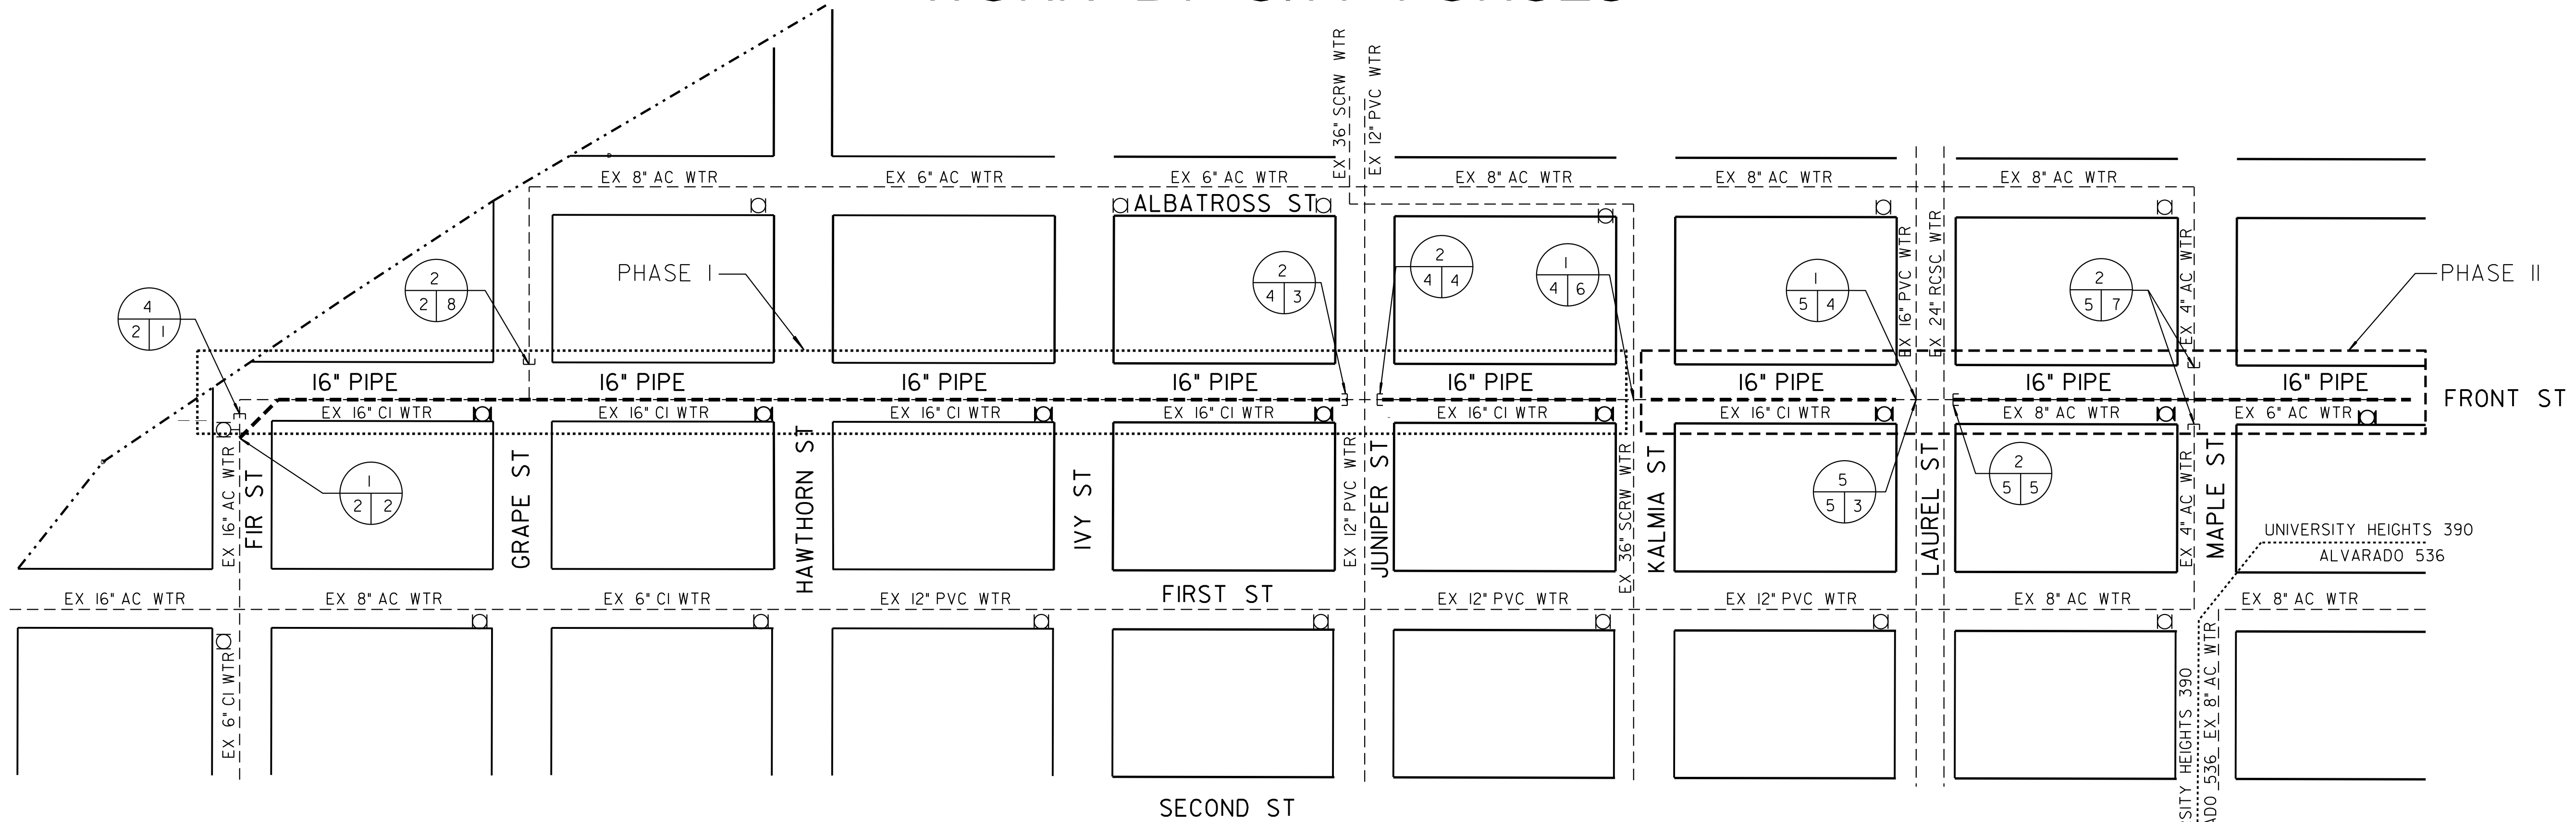 WORK BY CITY FORCES
EX 36" SCRW WTR
EX 12" PVC WTR
EX 8" AC WTR
EX 6" AC WTR
EX 6" AC WTR
EX 8" AC WTR
EX 8" AC WTR
EX 8" AC WTR
ALBATROSS ST
EX 16" PVC WTR
EX 24" RCSC WTR
EX 4" AC WTR
PHASE I
PHASE II
4
2 1
2
2 8
2
4 3
2
4 4
1
4 6
1
5 4
2
5 7
16" PIPE
16" PIPE
16" PIPE
16" PIPE
16" PIPE
16" PIPE
16" PIPE
16" PIPE
FRONT ST
EX 16" CI WTR
EX 16" CI WTR
EX 16" CI WTR
EX 16" CI WTR
EX 16" CI WTR
EX 16" CI WTR
EX 8" AC WTR
EX 6" AC WTR
1
2 2
5
5 3
2
5 5
EX 16" AC WTR
FIR ST
GRAPE ST
HAWTHORN ST
IVY ST
EX 12" PVC WTR
JUNIPER ST
EX 36" SCRW WTR
KALMIA ST
LAUREL ST
EX 4" AC WTR
MAPLE ST
UNIVERSITY HEIGHTS 390
ALVARADO 536
FIRST ST
EX 16" AC WTR
EX 8" AC WTR
EX 6" CI WTR
EX 12" PVC WTR
EX 12" PVC WTR
EX 12" PVC WTR
EX 8" AC WTR
EX 8" AC WTR
EX 6" CI WTR
SITY HEIGHTS 390
ADO 536
EX 8" AC WTR
SECOND ST